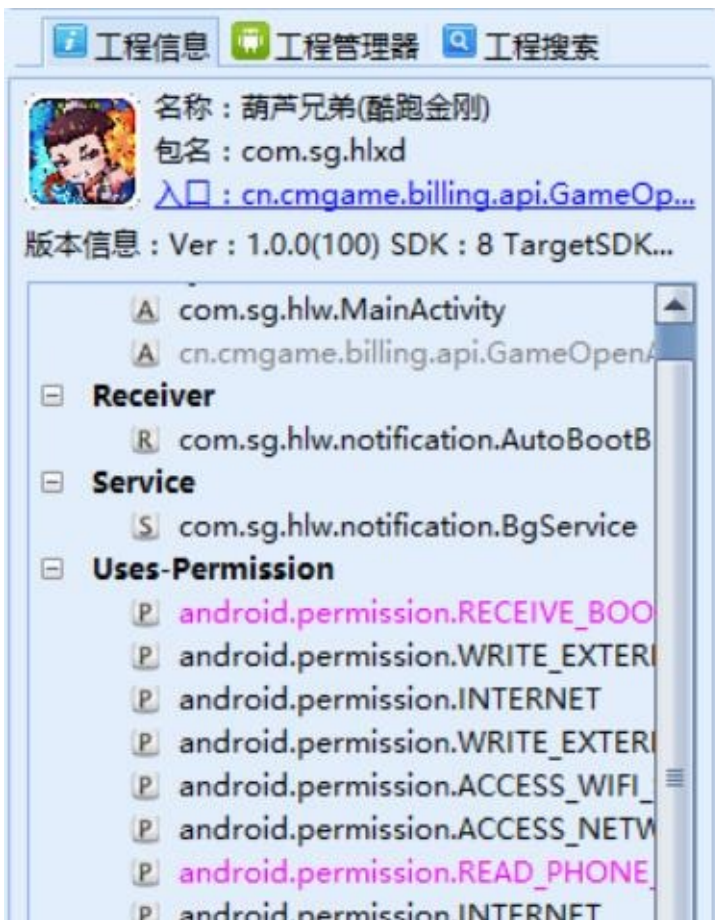 工程信息 工程管理器 工程搜索
名称：葫芦兄弟(酷跑金刚)
包名：com.sg.hlxd
入口：cn.cmgame.billing.api.GameOp...
版本信息：Ver：1.0.0(100) SDK：8 TargetSDK...
A com.sg.hlw.MainActivity
A cn.cmgame.billing.api.GameOpenA
Receiver
R com.sg.hlw.notification.AutoBootB
Service
S com.sg.hlw.notification.BgService
Uses-Permission
P android.permission.RECEIVE_BOO
P android.permission.WRITE_EXTER
P android.permission.INTERNET
P android.permission.WRITE_EXTER
P android.permission.ACCESS_WIFI_
P android.permission.ACCESS_NETW
P android.permission.READ_PHONE_
P android.permission.INTERNET